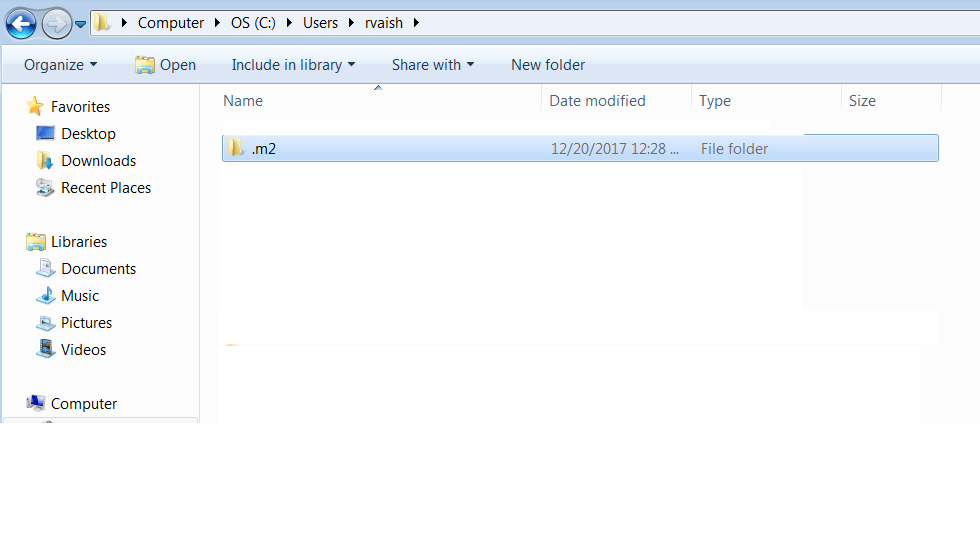 Computer OS (C:) Users rvaish
Organize Open Include in library Share with New folder
Name Date modified Type Size
.m2 12/20/2017 12:28 ... File folder
Favorites
Desktop
Downloads
Recent Places
Libraries
Documents
Music
Pictures
Videos
Computer